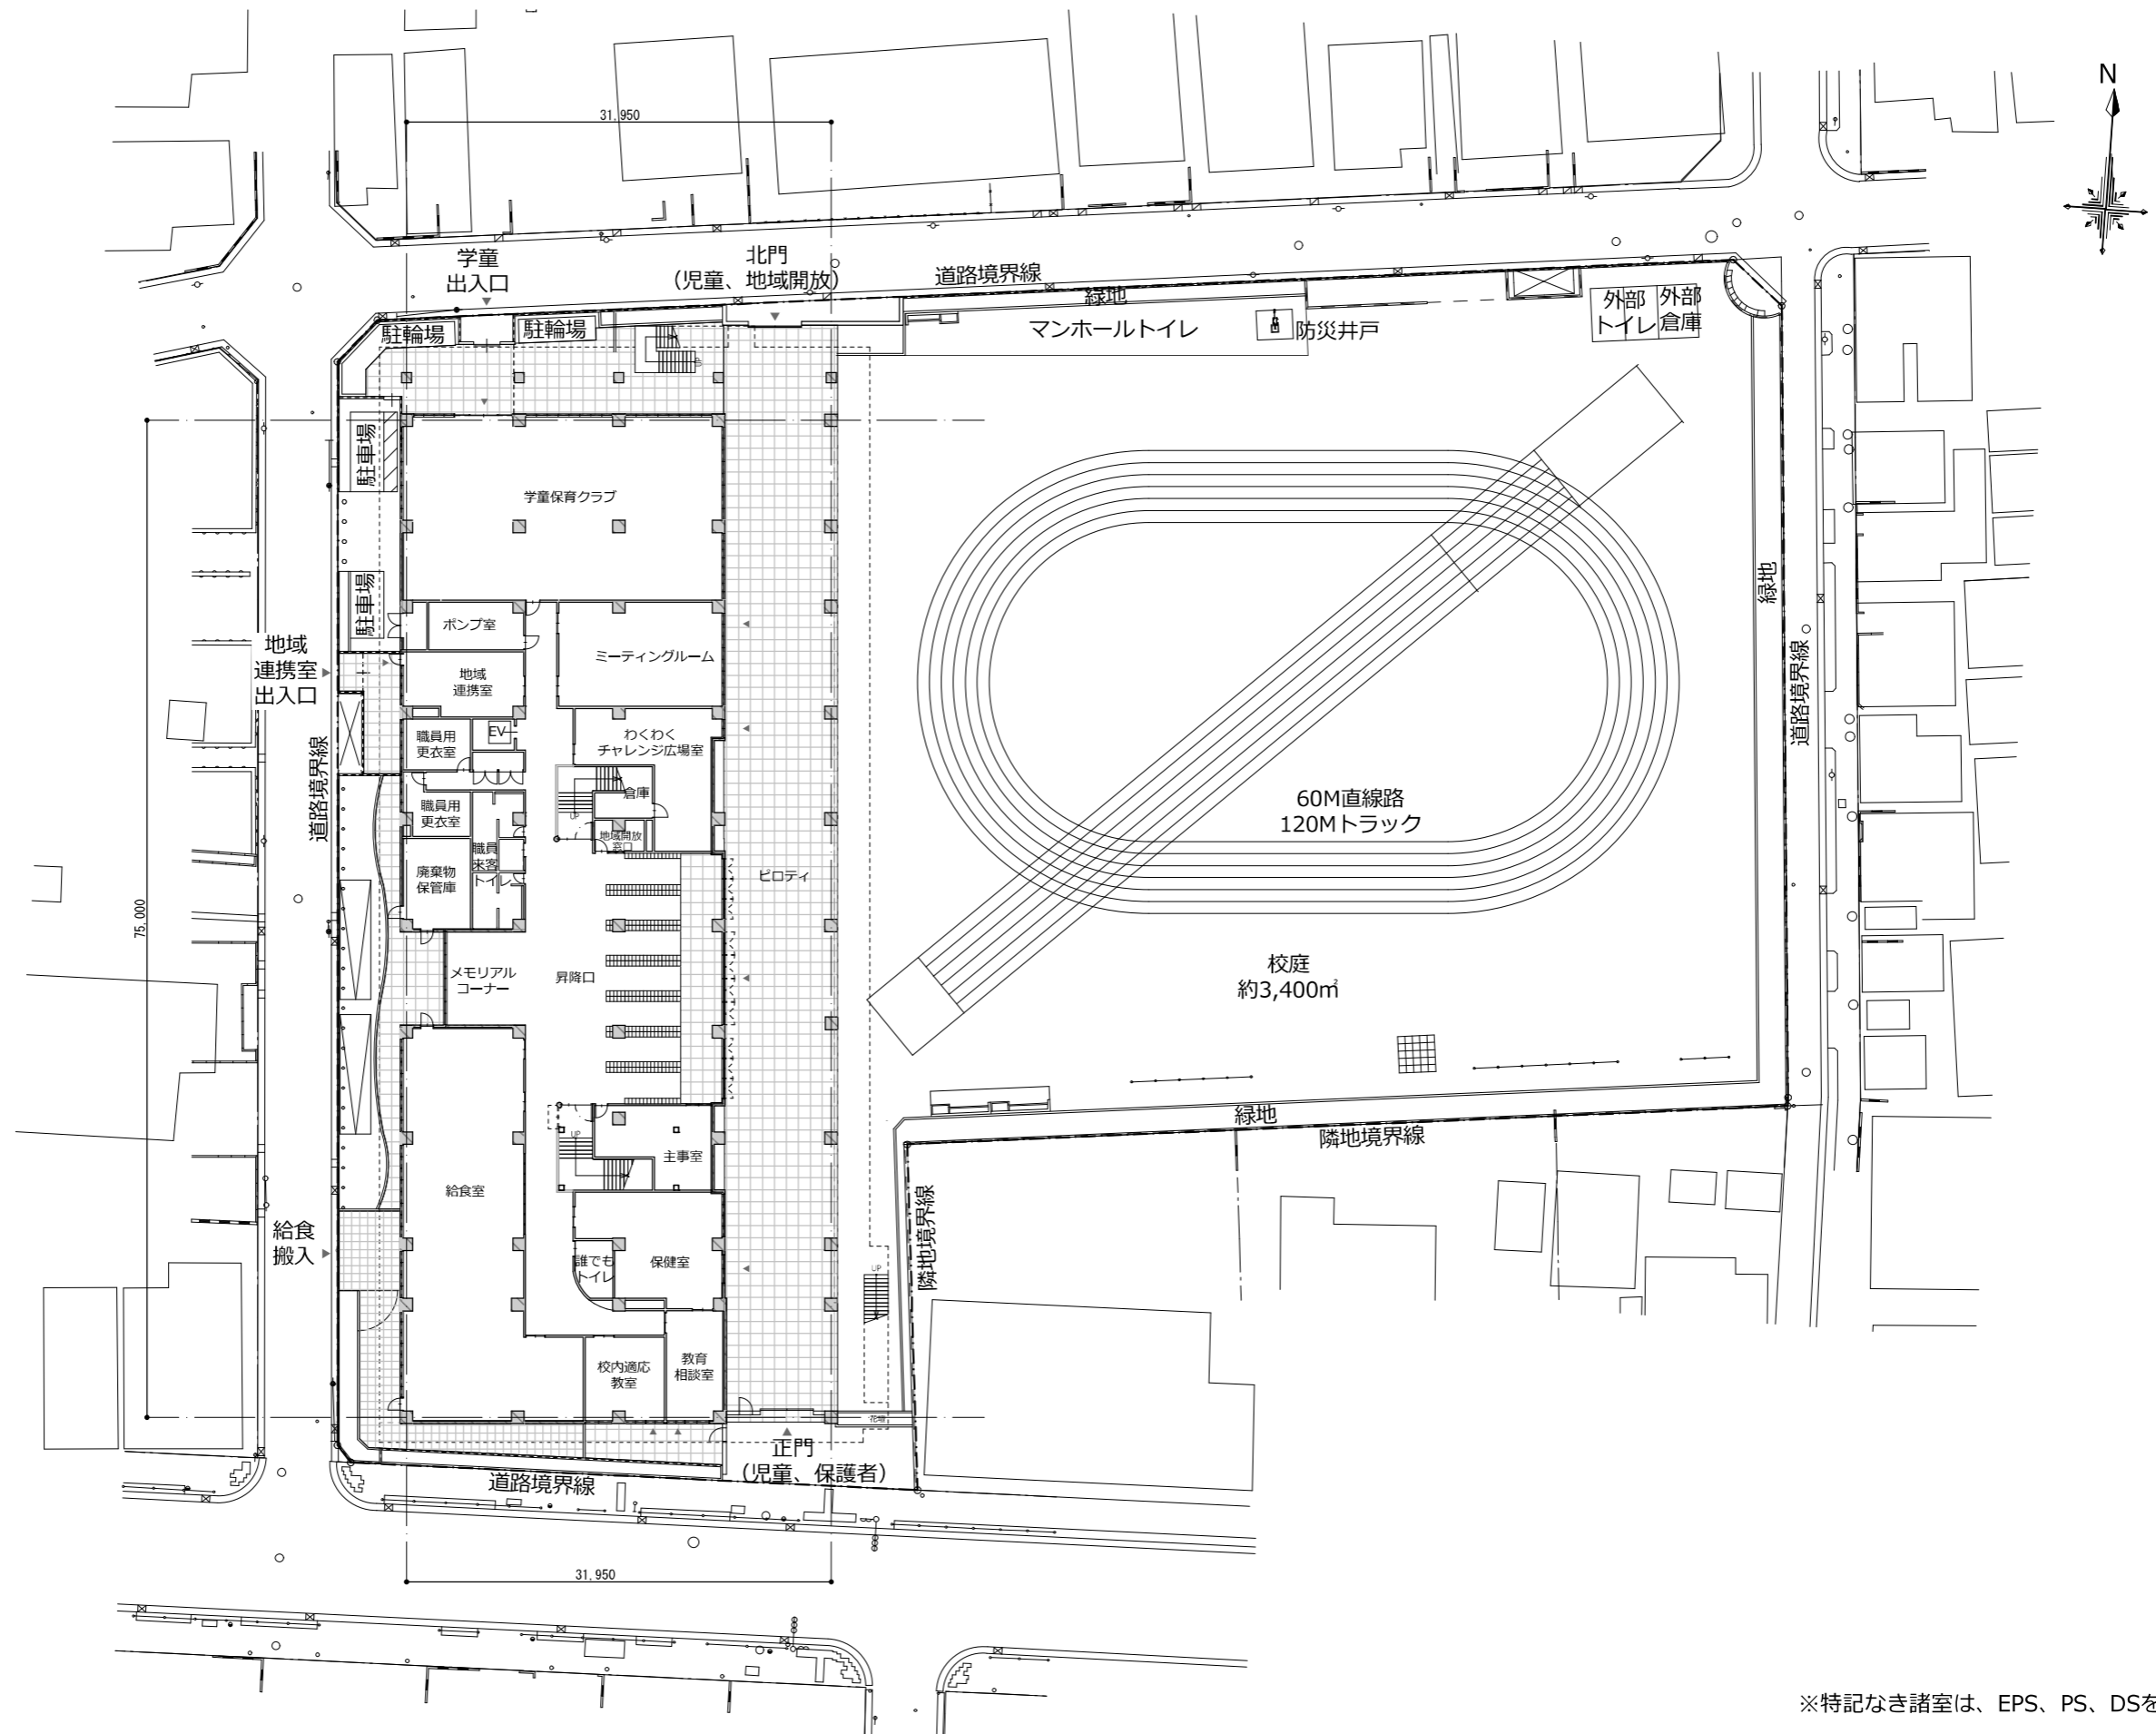 N
31,950
学童
出入口
北門
（児童、地域開放）
道路境界線
緑地
駐輪場
駐輪場
マンホールトイレ
防災井戸
外部
トイレ
外部
倉庫
駐車場
学童保育クラブ
駐車場
緑地
ポンプ室
ミーティングルーム
地域
連携室
出入口
地域
連携室
道路境界線
職員用
更衣室
EV
わくわく
チャレンジ広場室
道路境界線
倉庫
UP
職員用
更衣室
地域開放
窓口
60M直線路
120Mトラック
職員
来客
トイレ
廃棄物
保管庫
ピロティ
75,000
メモリアル
コーナー
昇降口
校庭
約3,400㎡
緑地
隣地境界線
UP
主事室
給食室
隣地境界線
給食
搬入
誰でも
トイレ
保健室
UP
校内適応
教室
教育
相談室
花壇
正門
（児童、保護者）
道路境界線
31,950
※特記なき諸室は、EPS、PS、DSを